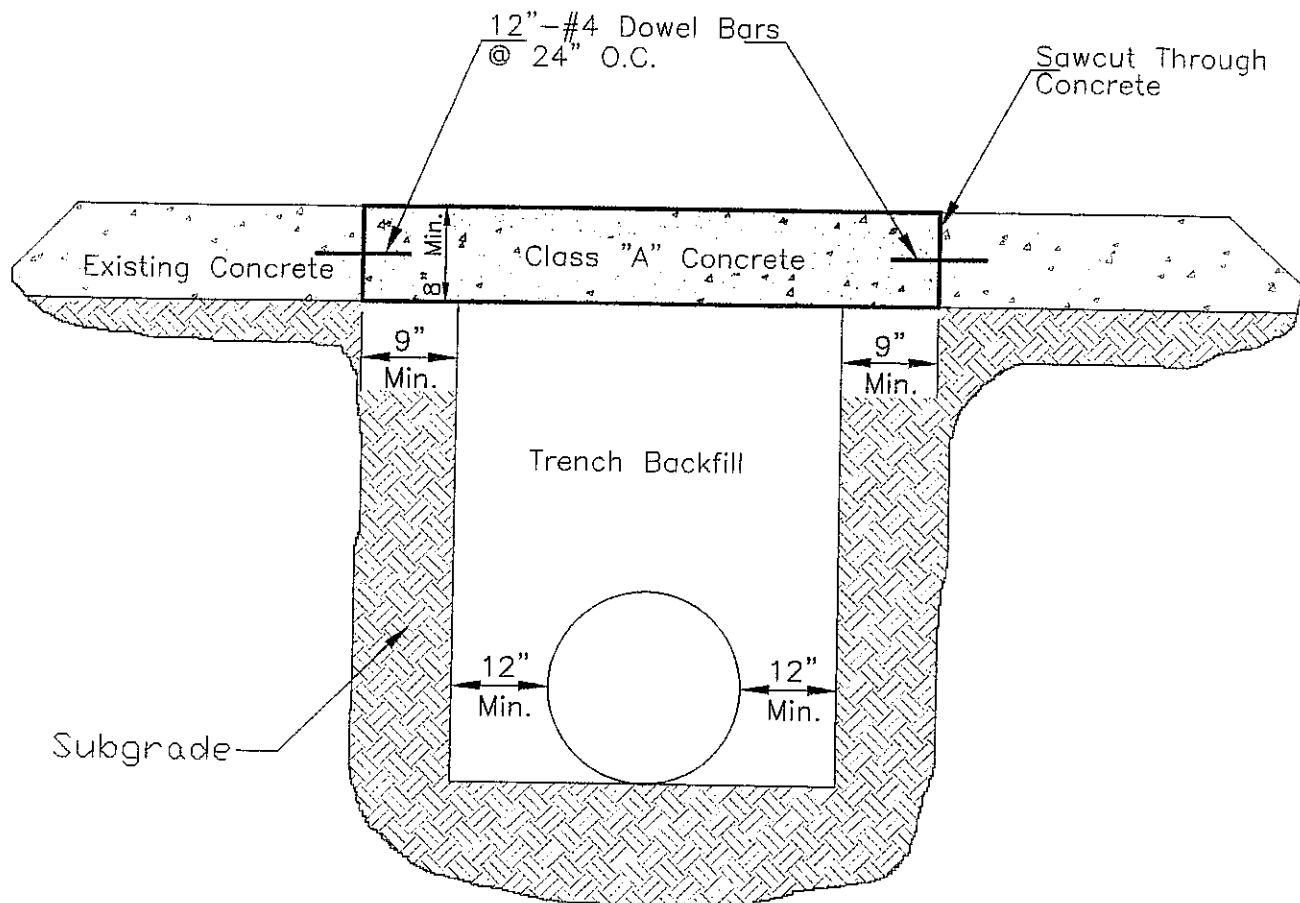 12"-#4 Dowel Bars
@ 24" O.C.
Sawcut Through
Concrete
Existing Concrete
8" Min.
Class "A" Concrete
9"
Min.
9"
Min.
Trench Backfill
12"
Min.
12"
Min.
Subgrade